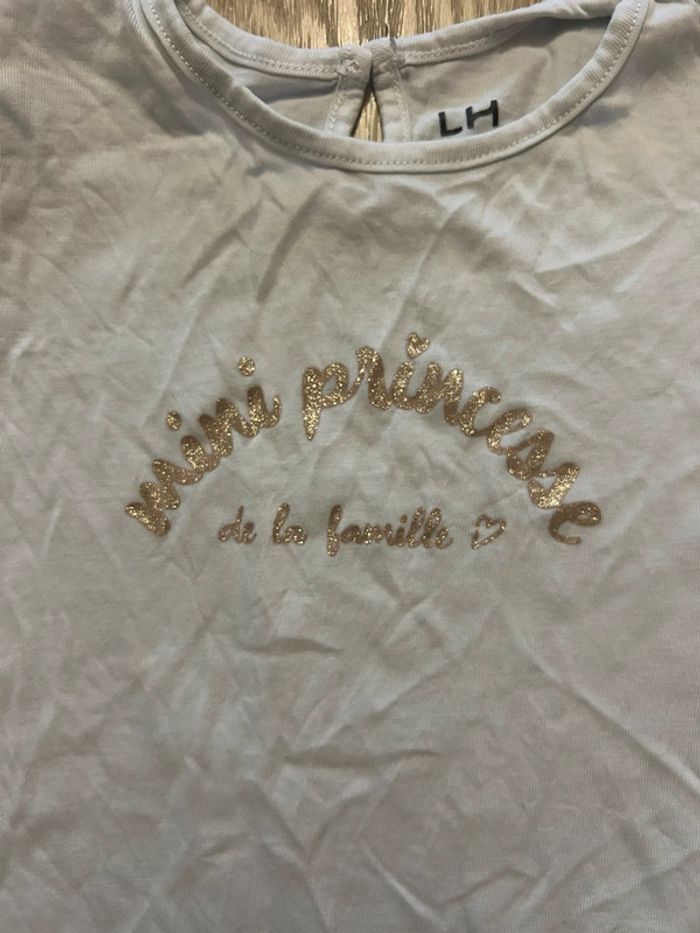 LH
mini princesse
de la famille